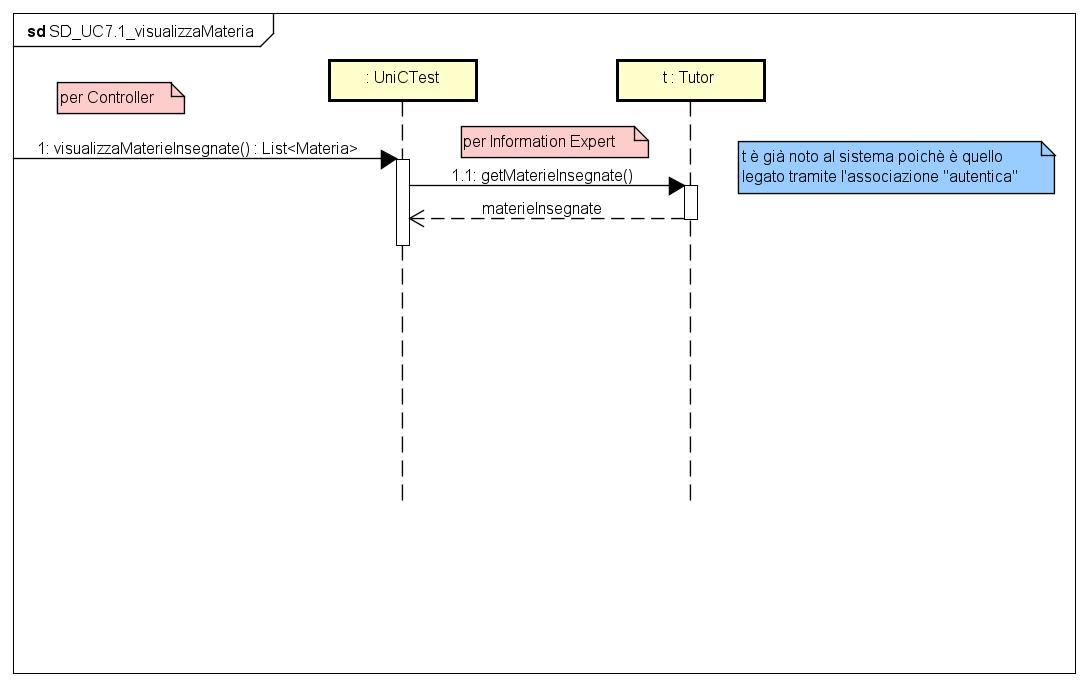 sd SD_UC7.1_visualizzaMateria
: UniCTest
t : Tutor
per Controller
per Information Expert
1: visualizzaMaterieInsegnate() : List<Materia>
t è già noto al sistema poichè è quello
legato tramite l'associazione "autentica"
1.1: getMaterieInsegnate()
materieInsegnate